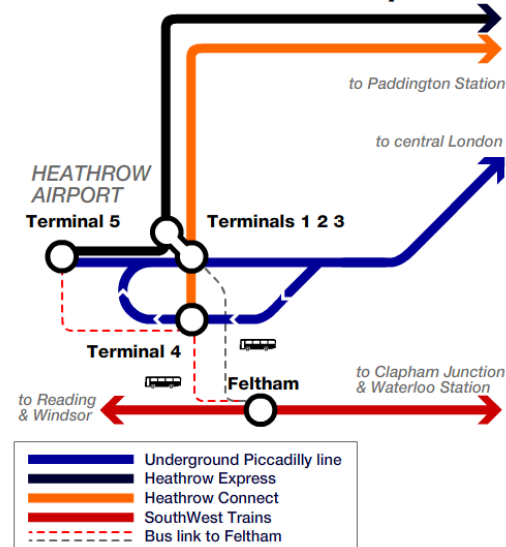 to Paddington Station
to central London
HEATHROW
AIRPORT
Terminal 5
Terminals 1 2 3
Terminal 4
Feltham
to Clapham Junction
& Waterloo Station
to Reading
& Windsor
Underground Piccadilly line
Heathrow Express
Heathrow Connect
SouthWest Trains
Bus link to Feltham